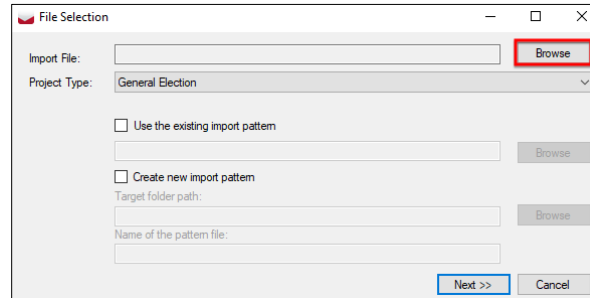 File Selection
Import File:
Browse
Project Type:
General Election
Use the existing import pattern
Browse
Create new import pattern
Target folder path:
Browse
Name of the pattern file:
Next >>
Cancel